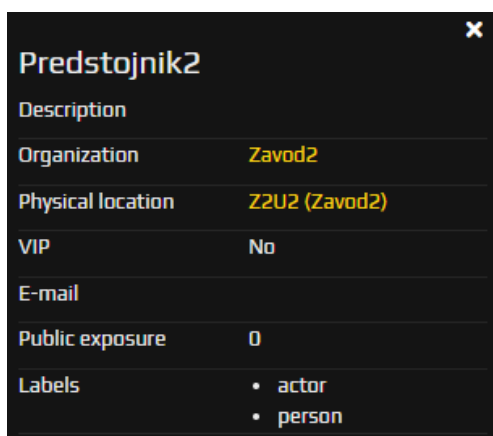 Predstojnik2
Description
Organization Zavod2
Physical location Z2U2 (Zavod2)
VIP No
E-mail
Public exposure 0
Labels • actor
• person